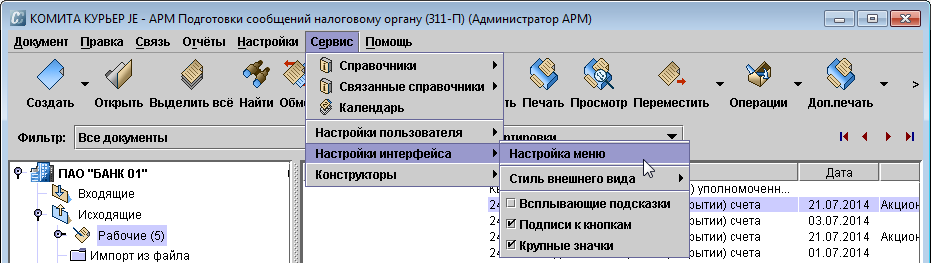 КОМИТА КУРЬЕР JE - АРМ Подготовки сообщений налоговому органу (311-П) (Администратор АРМ)
Документ Правка Связь Отчёты Настройки Сервис Помощь
Создать Открыть Выделить всё Найти Печать Просмотр Переместить Операции Доп.печать >
Справочники
Связанные справочники
Календарь
Настройки пользователя
Настройки интерфейса
Конструкторы
Настройка меню
Стиль внешнего вида
Всплывающие подсказки
Подписи к кнопкам
Крупные значки
Фильтр: Все документы
ПАО "БАНК 01"
Входящие
Исходящие
Рабочие (5)
Импорт из файла
Дата
) уполномоченн...
24 рытии) счета 21.07.2014 Акцион
24 рытии) счета 03.07.2014
24 рытии) счета 21.07.2014 Акцион
24 рытии) счета 01.07.2014